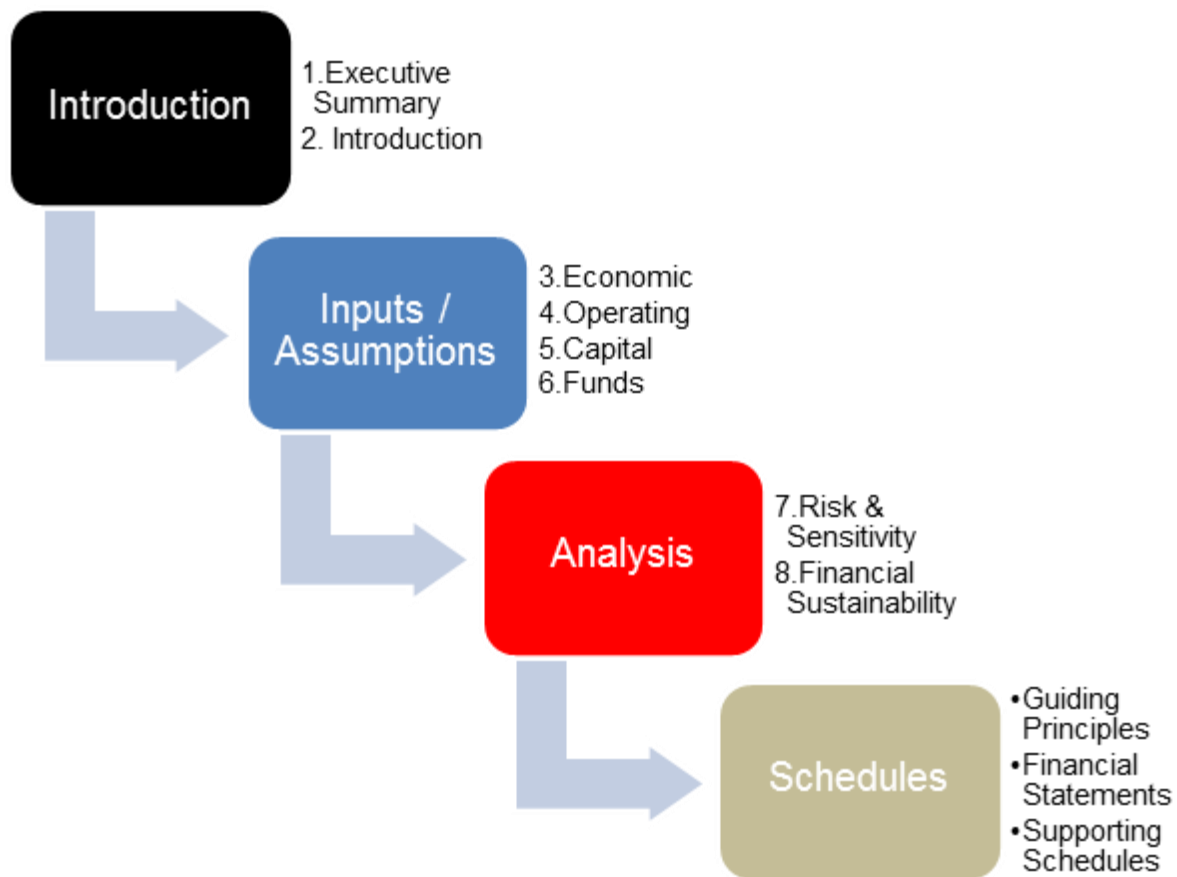 Introduction
1.Executive
Summary
2. Introduction
Inputs /
Assumptions
3.Economic
4.Operating
5.Capital
6.Funds
Analysis
7.Risk &
Sensitivity
8.Financial
Sustainability
Schedules
•Guiding
Principles
•Financial
Statements
•Supporting
Schedules